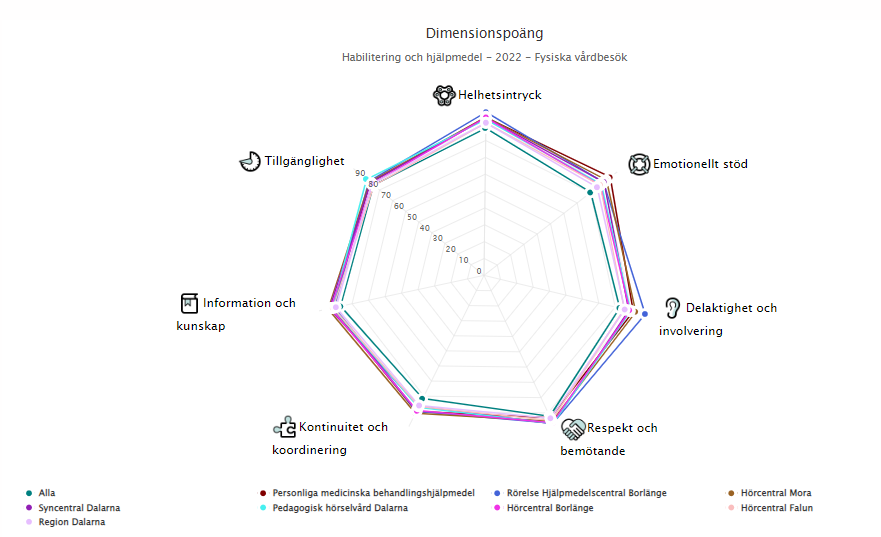 Dimensionspoäng
Habilitering och hjälpmedel - 2022 - Fysiska vårdbesök
Helhetsintryck
Tillgänglighet
Emotionellt stöd
90
80
70
60
50
40
30
20
10
0
Information och
kunskap
Delaktighet och
involvering
Kontinuitet och
koordinering
Respekt och
bemötande
Alla
Personliga medicinska behandlingshjälpmedel
Rörelse Hjälpmedelscentral Borlänge
Hörcentral Mora
Syncentral Dalarna
Pedagogisk hörselvård Dalarna
Hörcentral Borlänge
Hörcentral Falun
Region Dalarna